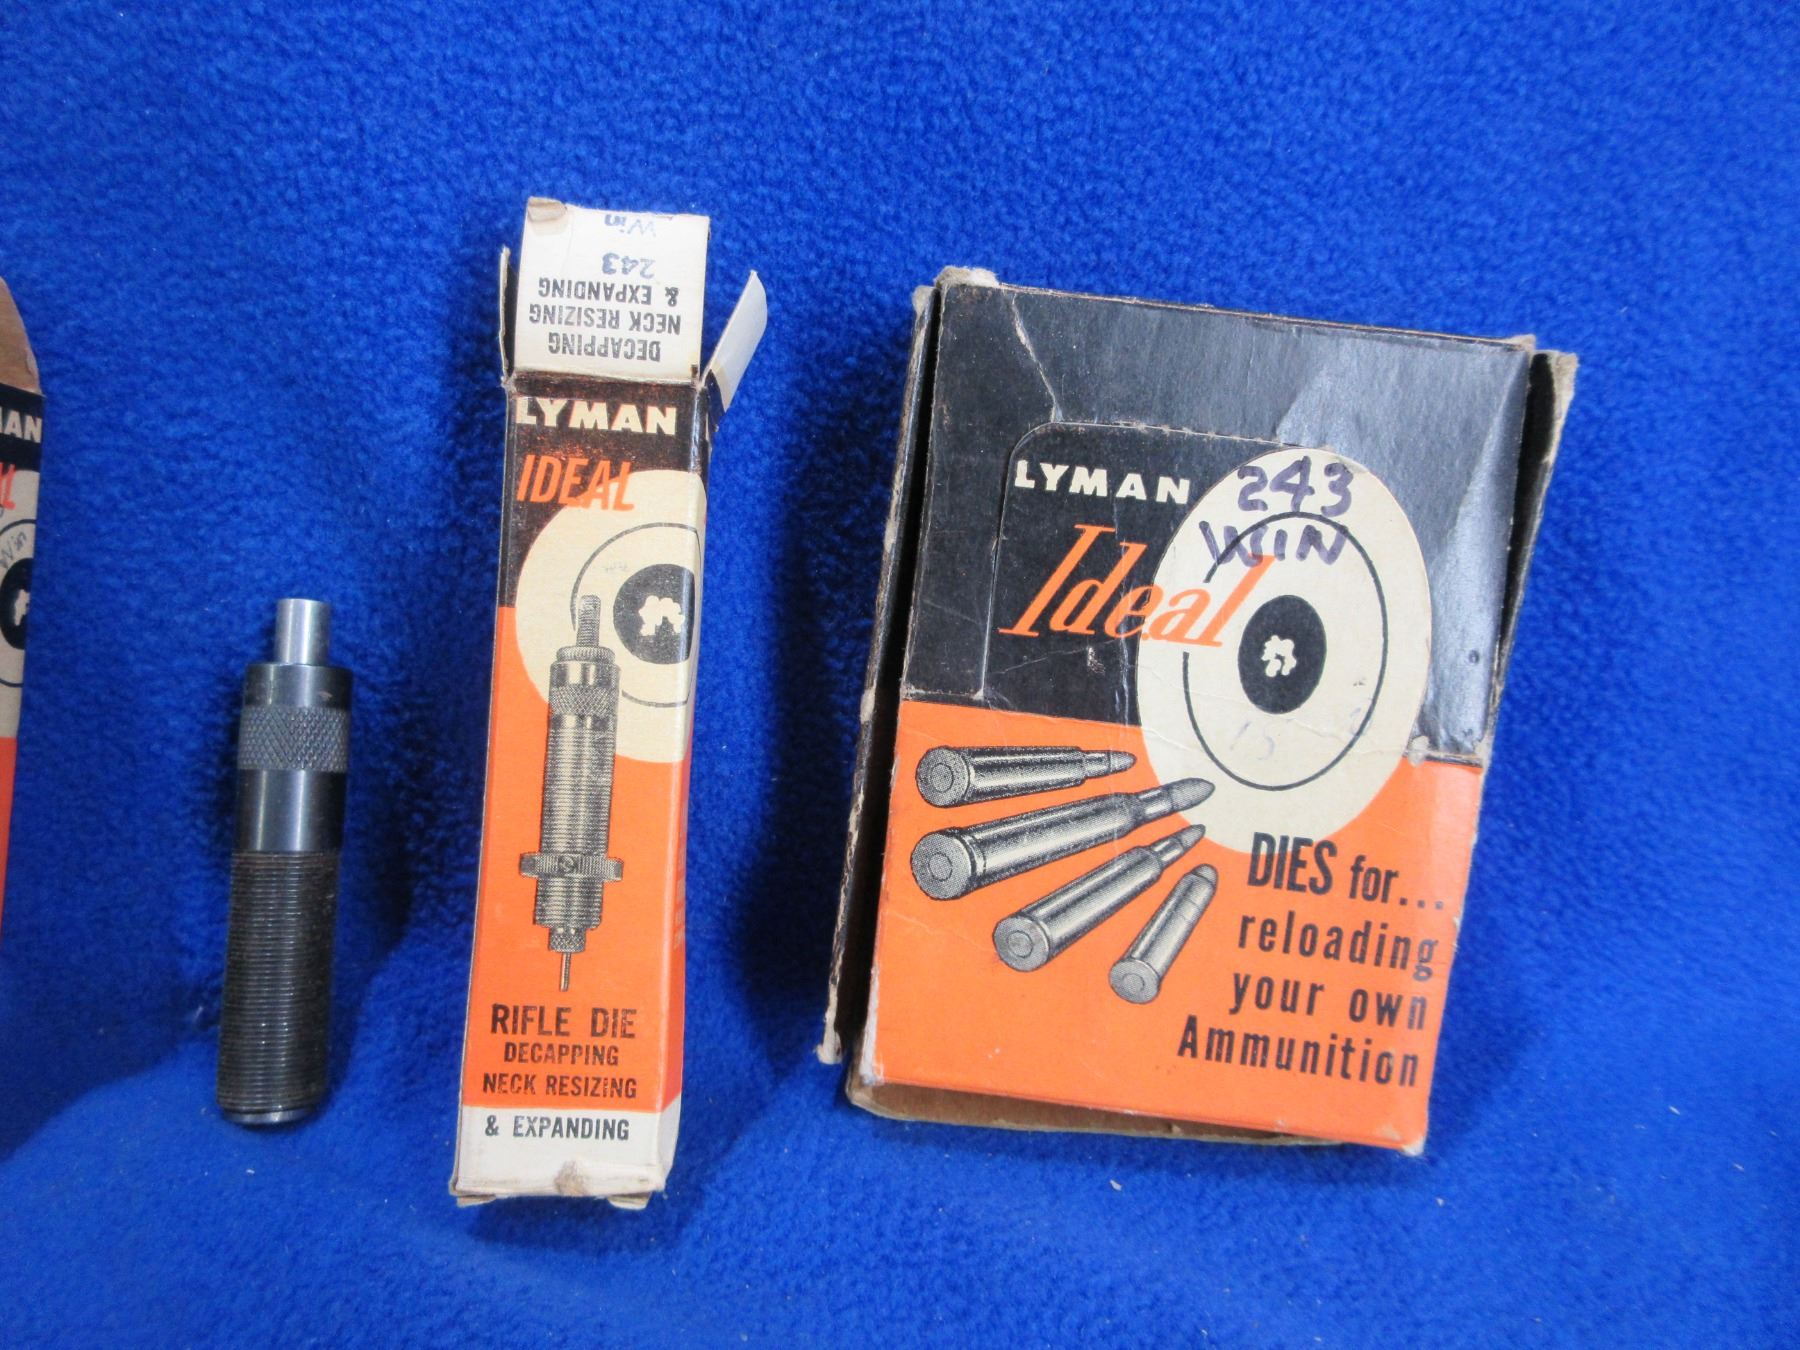 Win
243
& EXPANDING
NECK RESIZING
DECAPPING
LYMAN
IDEAL
RIFLE DIE
DECAPPING
NECK RESIZING
& EXPANDING
LYMAN
Ideal
243
WIN
DIES for...
reloading
your own
Ammunition
Win